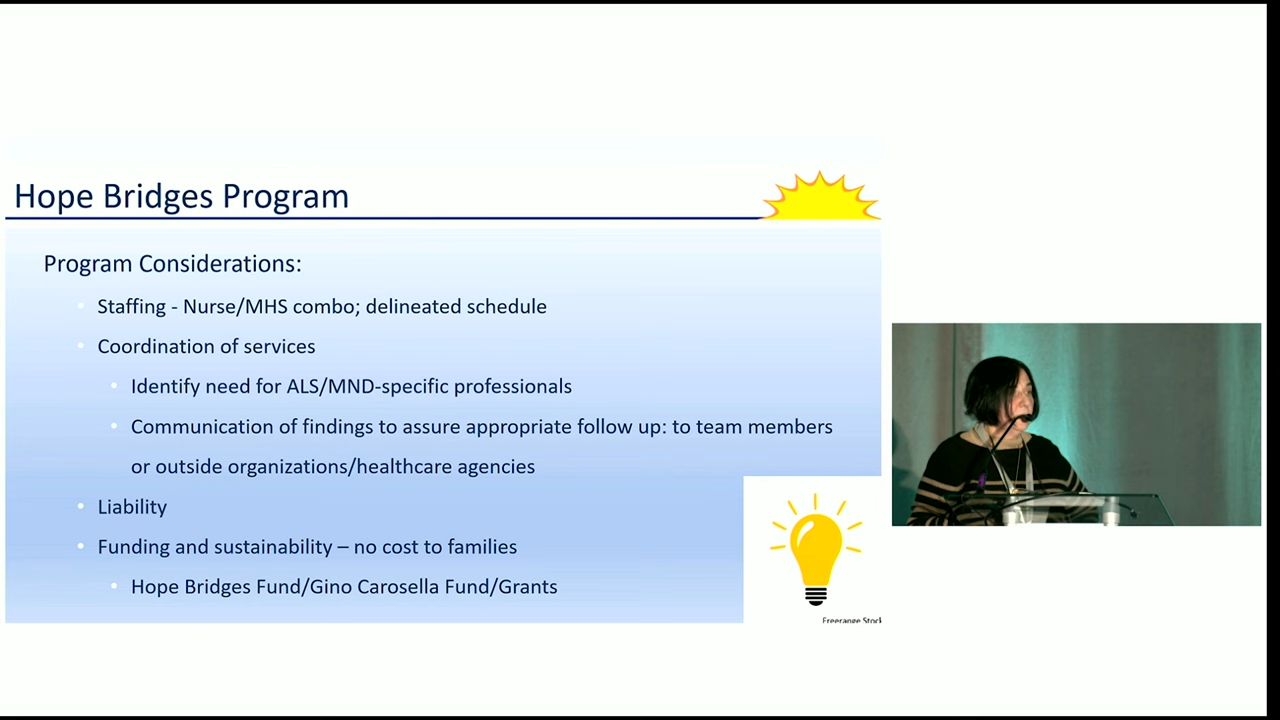 Hope Bridges Program
Program Considerations:
Staffing - Nurse/MHS combo; delineated schedule
Coordination of services
Identify need for ALS/MND-specific professionals
Communication of findings to assure appropriate follow up: to team members
or outside organizations/healthcare agencies
Liability
Funding and sustainability – no cost to families
Hope Bridges Fund/Gino Carosella Fund/Grants
Freerange Stock